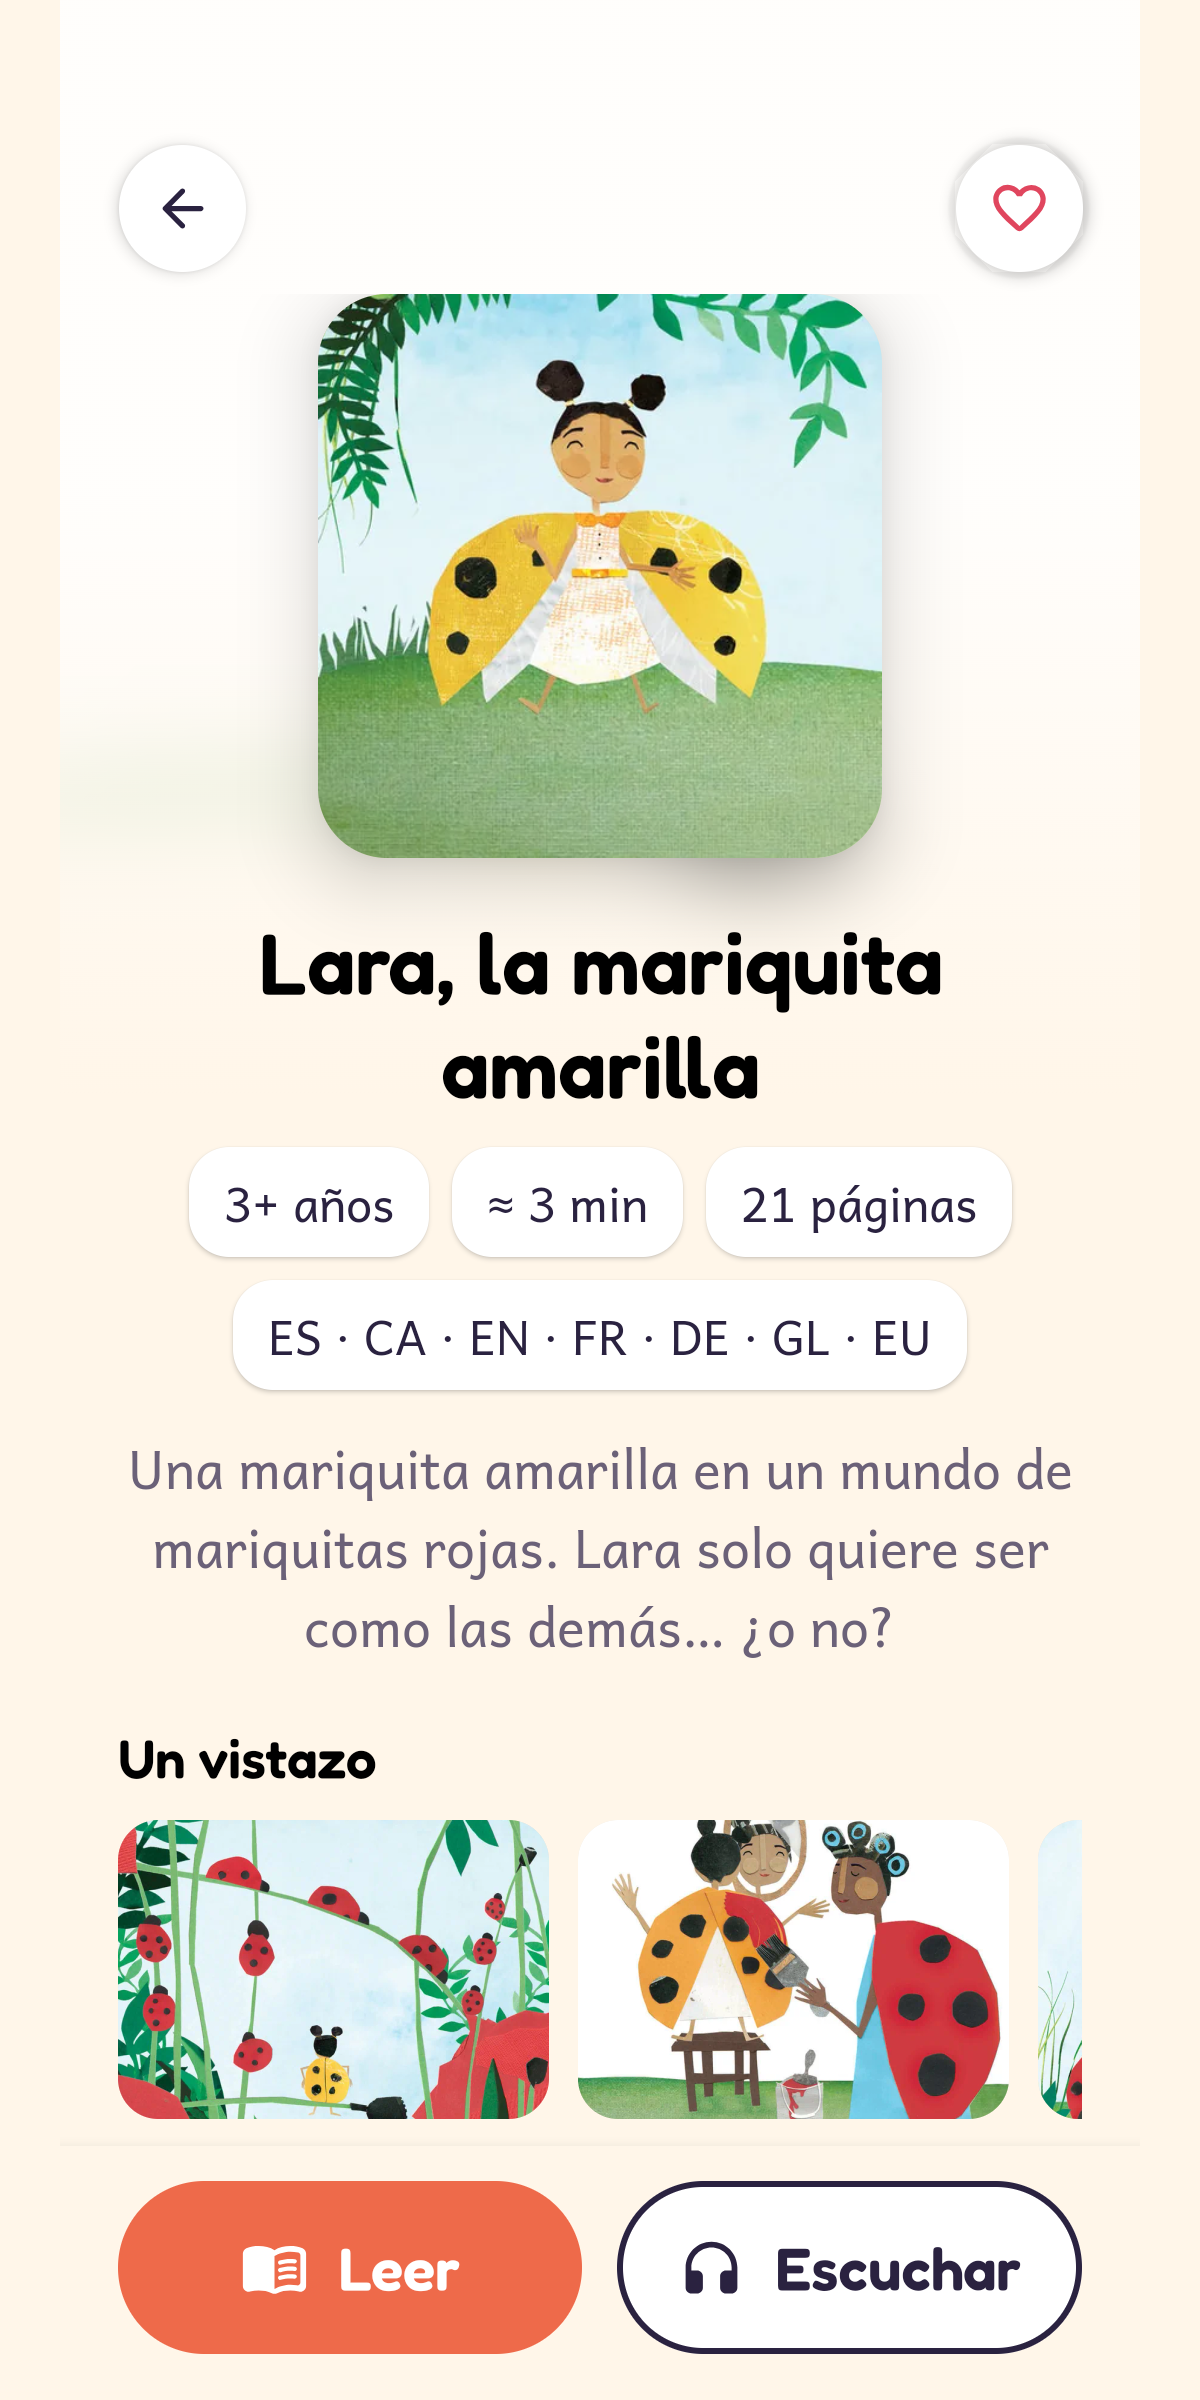 Lara, la mariquita
amarilla
3+ años
≈ 3 min
21 páginas
ES · CA · EN · FR · DE · GL · EU
Una mariquita amarilla en un mundo de
mariquitas rojas. Lara solo quiere ser
como las demás... ¿o no?
Un vistazo
Leer
Escuchar